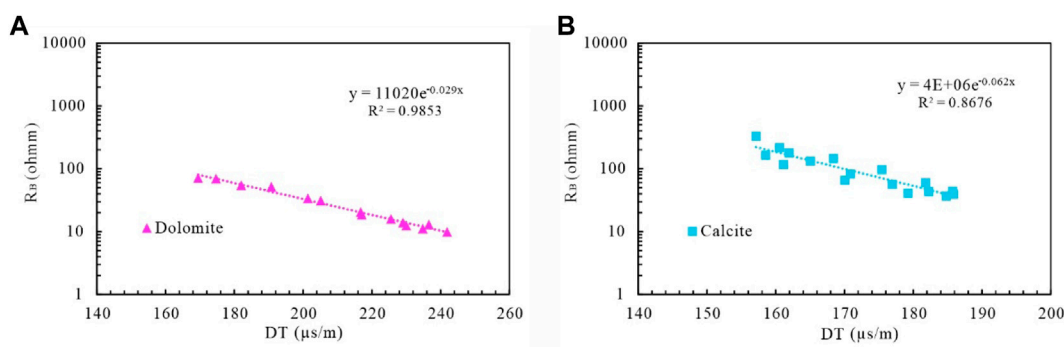 A
10000
1000
100
10
1
R_B (ohmm)
y = 11020e^-0.029x
R² = 0.9853
Dolomite
140 160 180 200 220 240 260
DT (μs/m)
B
10000
1000
100
10
1
R_B (ohmm)
y = 4E+06e^-0.062x
R² = 0.8676
Calcite
140 150 160 170 180 190 200
DT (μs/m)